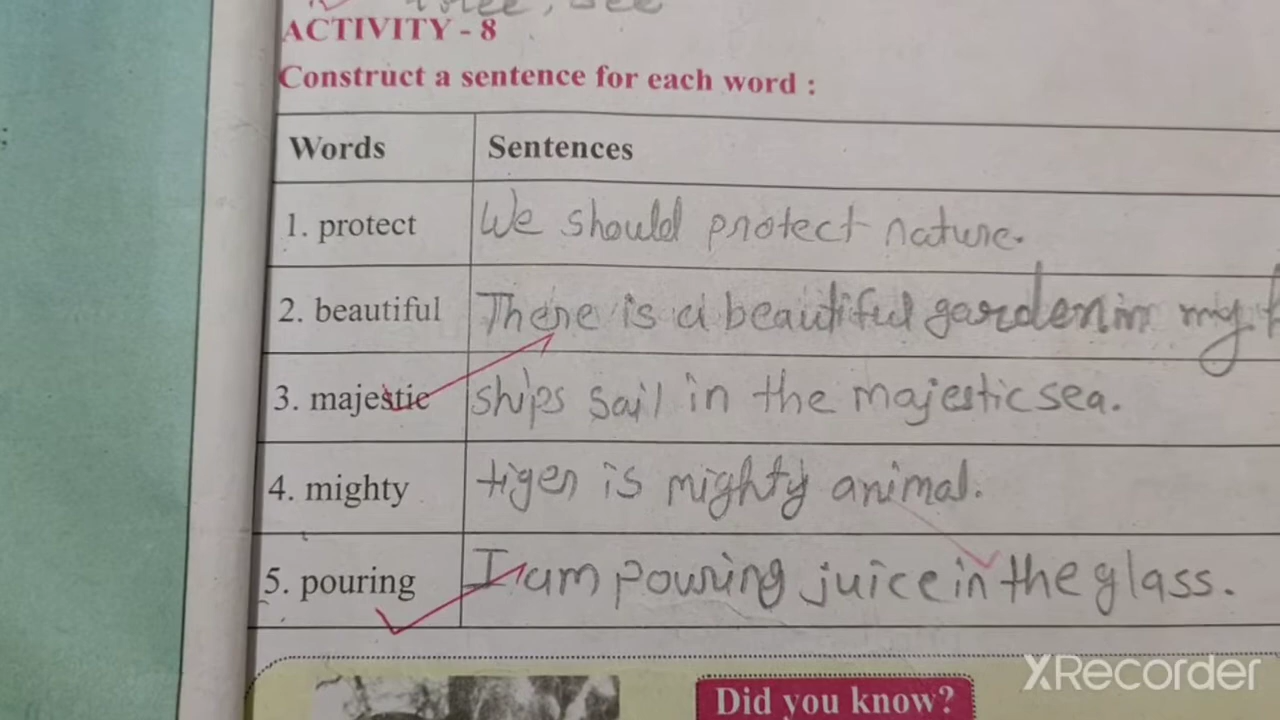 ACTIVITY - 8
Construct a sentence for each word :
Words Sentences
1. protect We should protect nature.
2. beautiful There is a beautiful garden in my
3. majestic ships sail in the majestic sea.
4. mighty tiger is mighty animal.
5. pouring I am pouring juice in the glass.
XRecorder
Did you know?